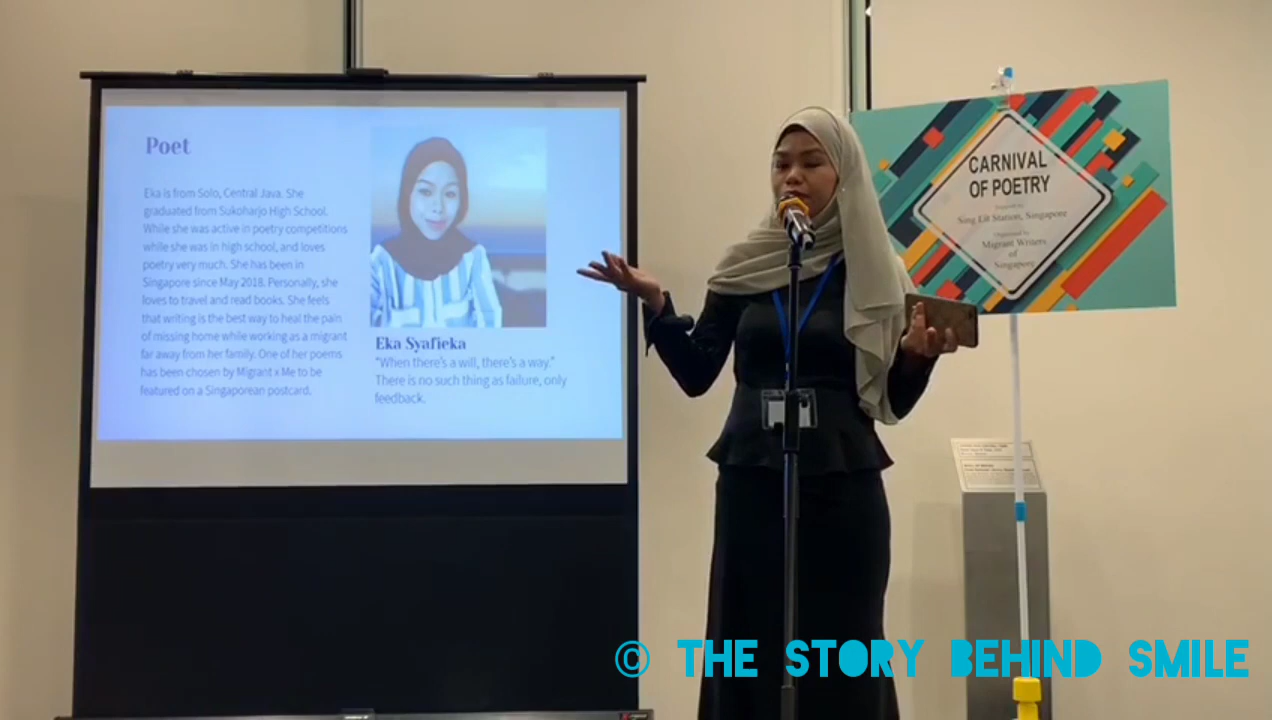 Poet
Eka is from Solo, Central Java. She
graduated from Sukoharjo High School.
While she was active in poetry competitions
while she was in high school, and loves
poetry very much. She has been in
Singapore since May 2018. Personally, she
loves to travel and read books. She feels
that writing is the best way to heal the pain
of missing home while working as a migrant
far away from her family. One of her poems
has been chosen by Migrant x Me to be
featured on a Singaporean postcard.
Eka Syafieka
"When there's a will, there's a way."
There is no such thing as failure, only
feedback.
CARNIVAL
OF POETRY
Sing Lit Station, Singapore
Organized by
Migrant Writers
of
Singapore
© THE STORY BEHIND SMILE